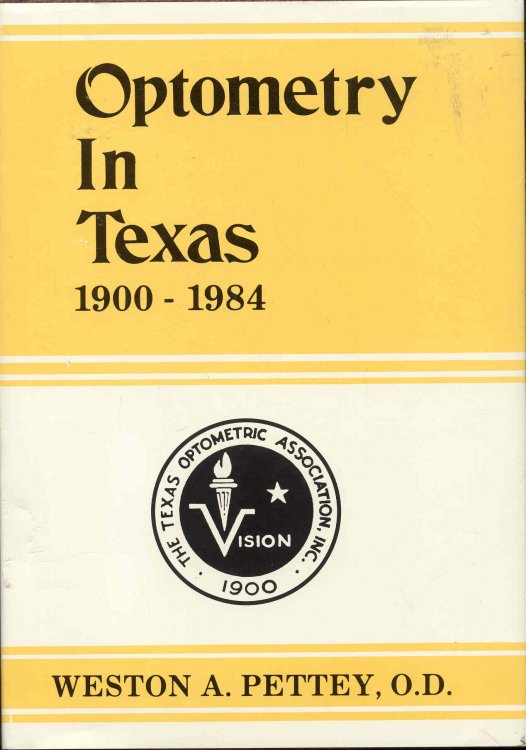 Optometry
In
Texas
1900 - 1984
· THE TEXAS OPTOMETRIC ASSOCIATION, INC. ·
VISION
1900
WESTON A. PETTEY, O.D.